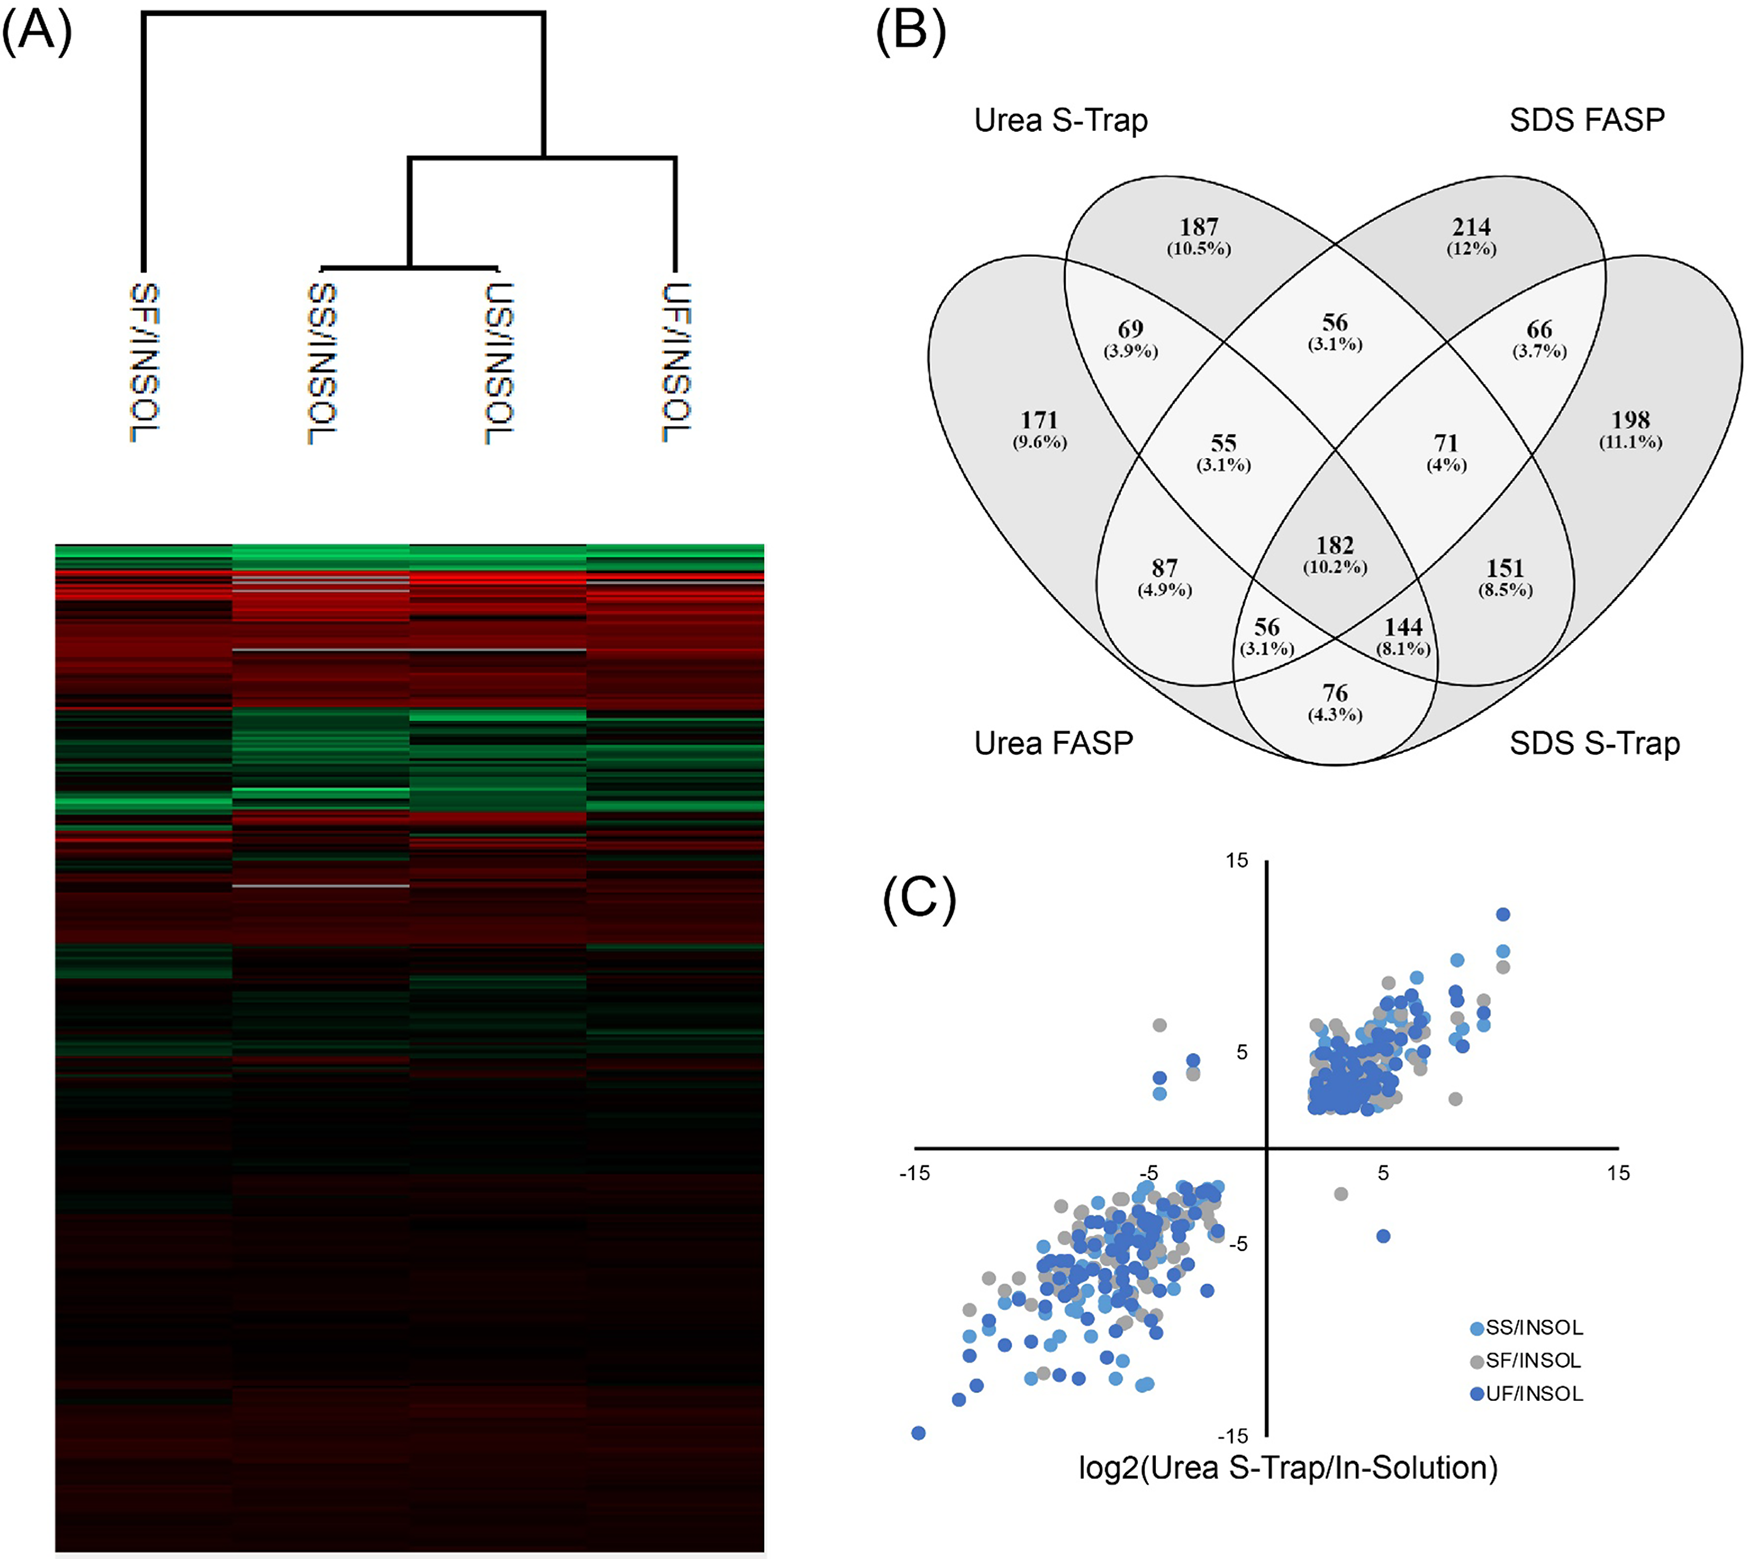 (A)
SF/INSOL
SS/INSOL
US/INSOL
UF/INSOL
(B)
Urea S-Trap
SDS FASP
187
(10.5%)
214
(12%)
69
(3.9%)
56
(3.1%)
66
(3.7%)
171
(9.6%)
55
(3.1%)
71
(4%)
198
(11.1%)
87
(4.9%)
182
(10.2%)
151
(8.5%)
56
(3.1%)
144
(8.1%)
76
(4.3%)
Urea FASP
SDS S-Trap
(C)
15
5
-15
-5
5
15
-5
-15
SS/INSOL
SF/INSOL
UF/INSOL
log2(Urea S-Trap/In-Solution)